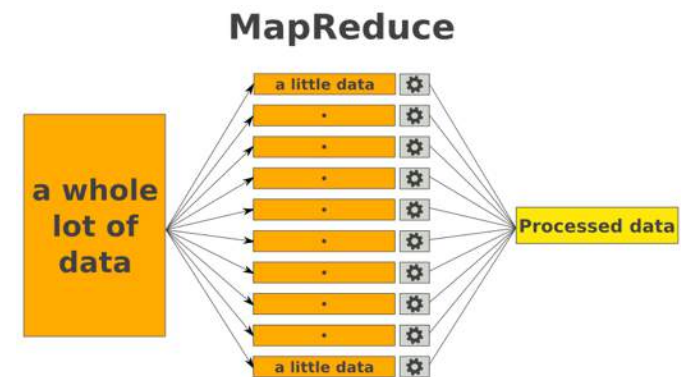 MapReduce
a little data
a whole
lot of
data
Processed data
a little data